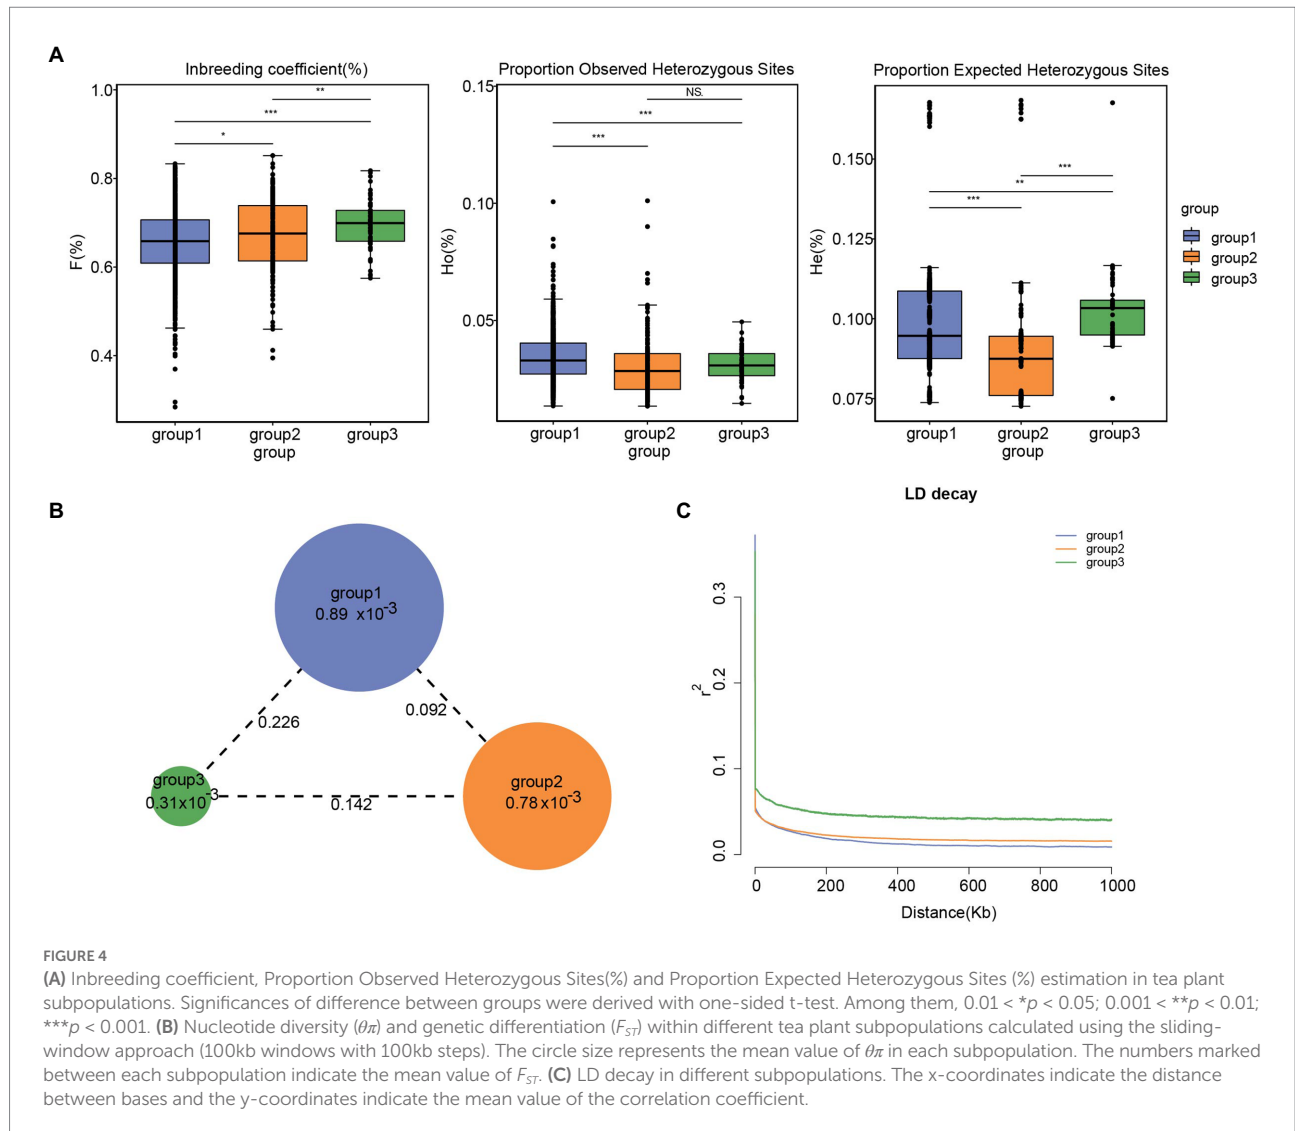 A
Inbreeding coefficient(%)
1.0
0.8
0.6
0.4
F(%)
**
***
*
group1 group2 group3
group
Proportion Observed Heterozygous Sites
0.15
0.10
0.05
Ho(%)
NS.
***
***
group1 group2 group3
group
Proportion Expected Heterozygous Sites
0.150
0.125
0.100
0.075
He(%)
***
**
***
group1 group2 group3
group
group
group1
group2
group3
B
group1
0.89 x10-3
0.226
0.092
group3
0.31x10-3
0.142
group2
0.78x10-3
C
LD decay
group1
group2
group3
r2
0.3
0.2
0.1
0.0
0 200 400 600 800 1000
Distance(Kb)
FIGURE 4
(A) Inbreeding coefficient, Proportion Observed Heterozygous Sites(%) and Proportion Expected Heterozygous Sites (%) estimation in tea plant
subpopulations. Significances of difference between groups were derived with one-sided t-test. Among them, 0.01 < *p < 0.05; 0.001 < **p < 0.01;
***p < 0.001. (B) Nucleotide diversity (θπ) and genetic differentiation (FST) within different tea plant subpopulations calculated using the sliding-
window approach (100kb windows with 100kb steps). The circle size represents the mean value of θπ in each subpopulation. The numbers marked
between each subpopulation indicate the mean value of FST. (C) LD decay in different subpopulations. The x-coordinates indicate the distance
between bases and the y-coordinates indicate the mean value of the correlation coefficient.